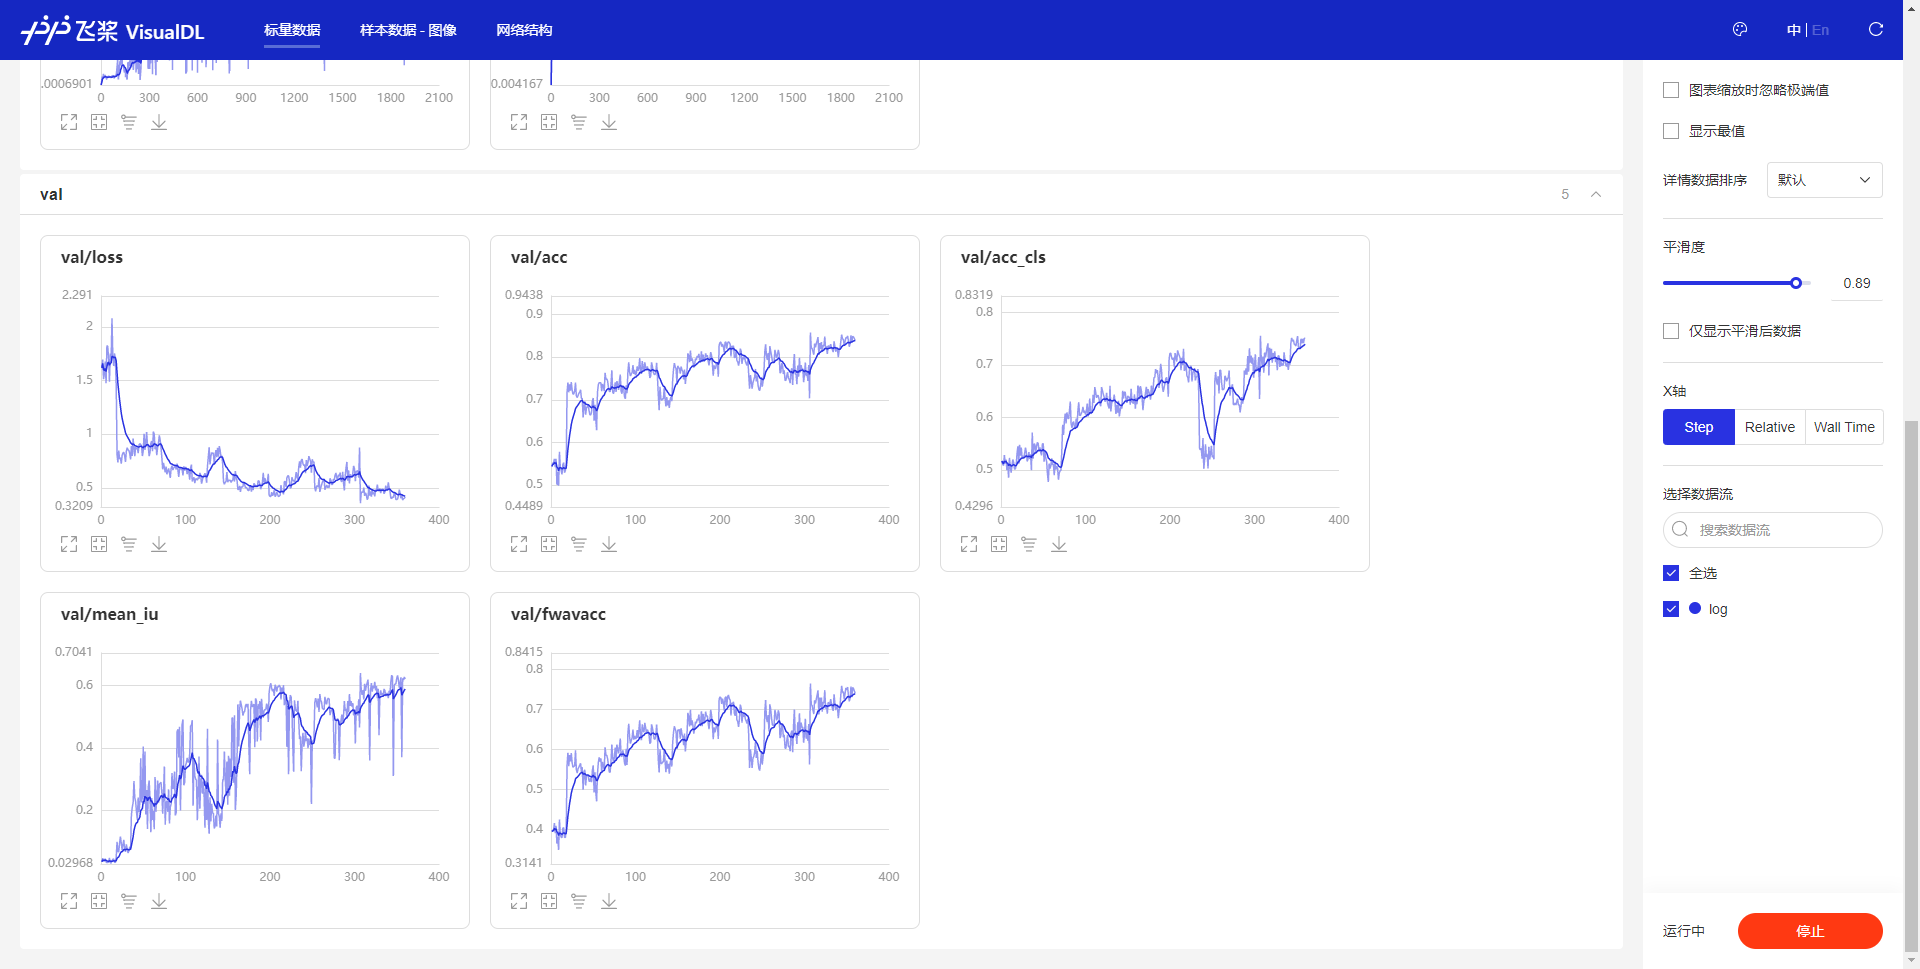 飞桨 VisualDL
标量数据
样本数据 - 图像
网络结构
中 | En
.0006901
0 300 600 900 1200 1500 1800 2100
0.004167
0 300 600 900 1200 1500 1800 2100
val
5
val/loss
2.291
2
1.5
1
0.5
0.3209
0 100 200 300 400
val/acc
0.9438
0.9
0.8
0.7
0.6
0.5
0.4489
0 100 200 300 400
val/acc_cls
0.8319
0.8
0.7
0.6
0.5
0.4296
0 100 200 300 400
val/mean_iu
0.7041
0.6
0.4
0.2
0.02968
0 100 200 300 400
val/fwavacc
0.8415
0.8
0.7
0.6
0.5
0.4
0.3141
0 100 200 300 400
图表缩放时忽略极端值
显示最值
详情数据排序
默认
平滑度
0.89
仅显示平滑后数据
X轴
Step
Relative
Wall Time
选择数据流
搜索数据流
全选
log
运行中
停止